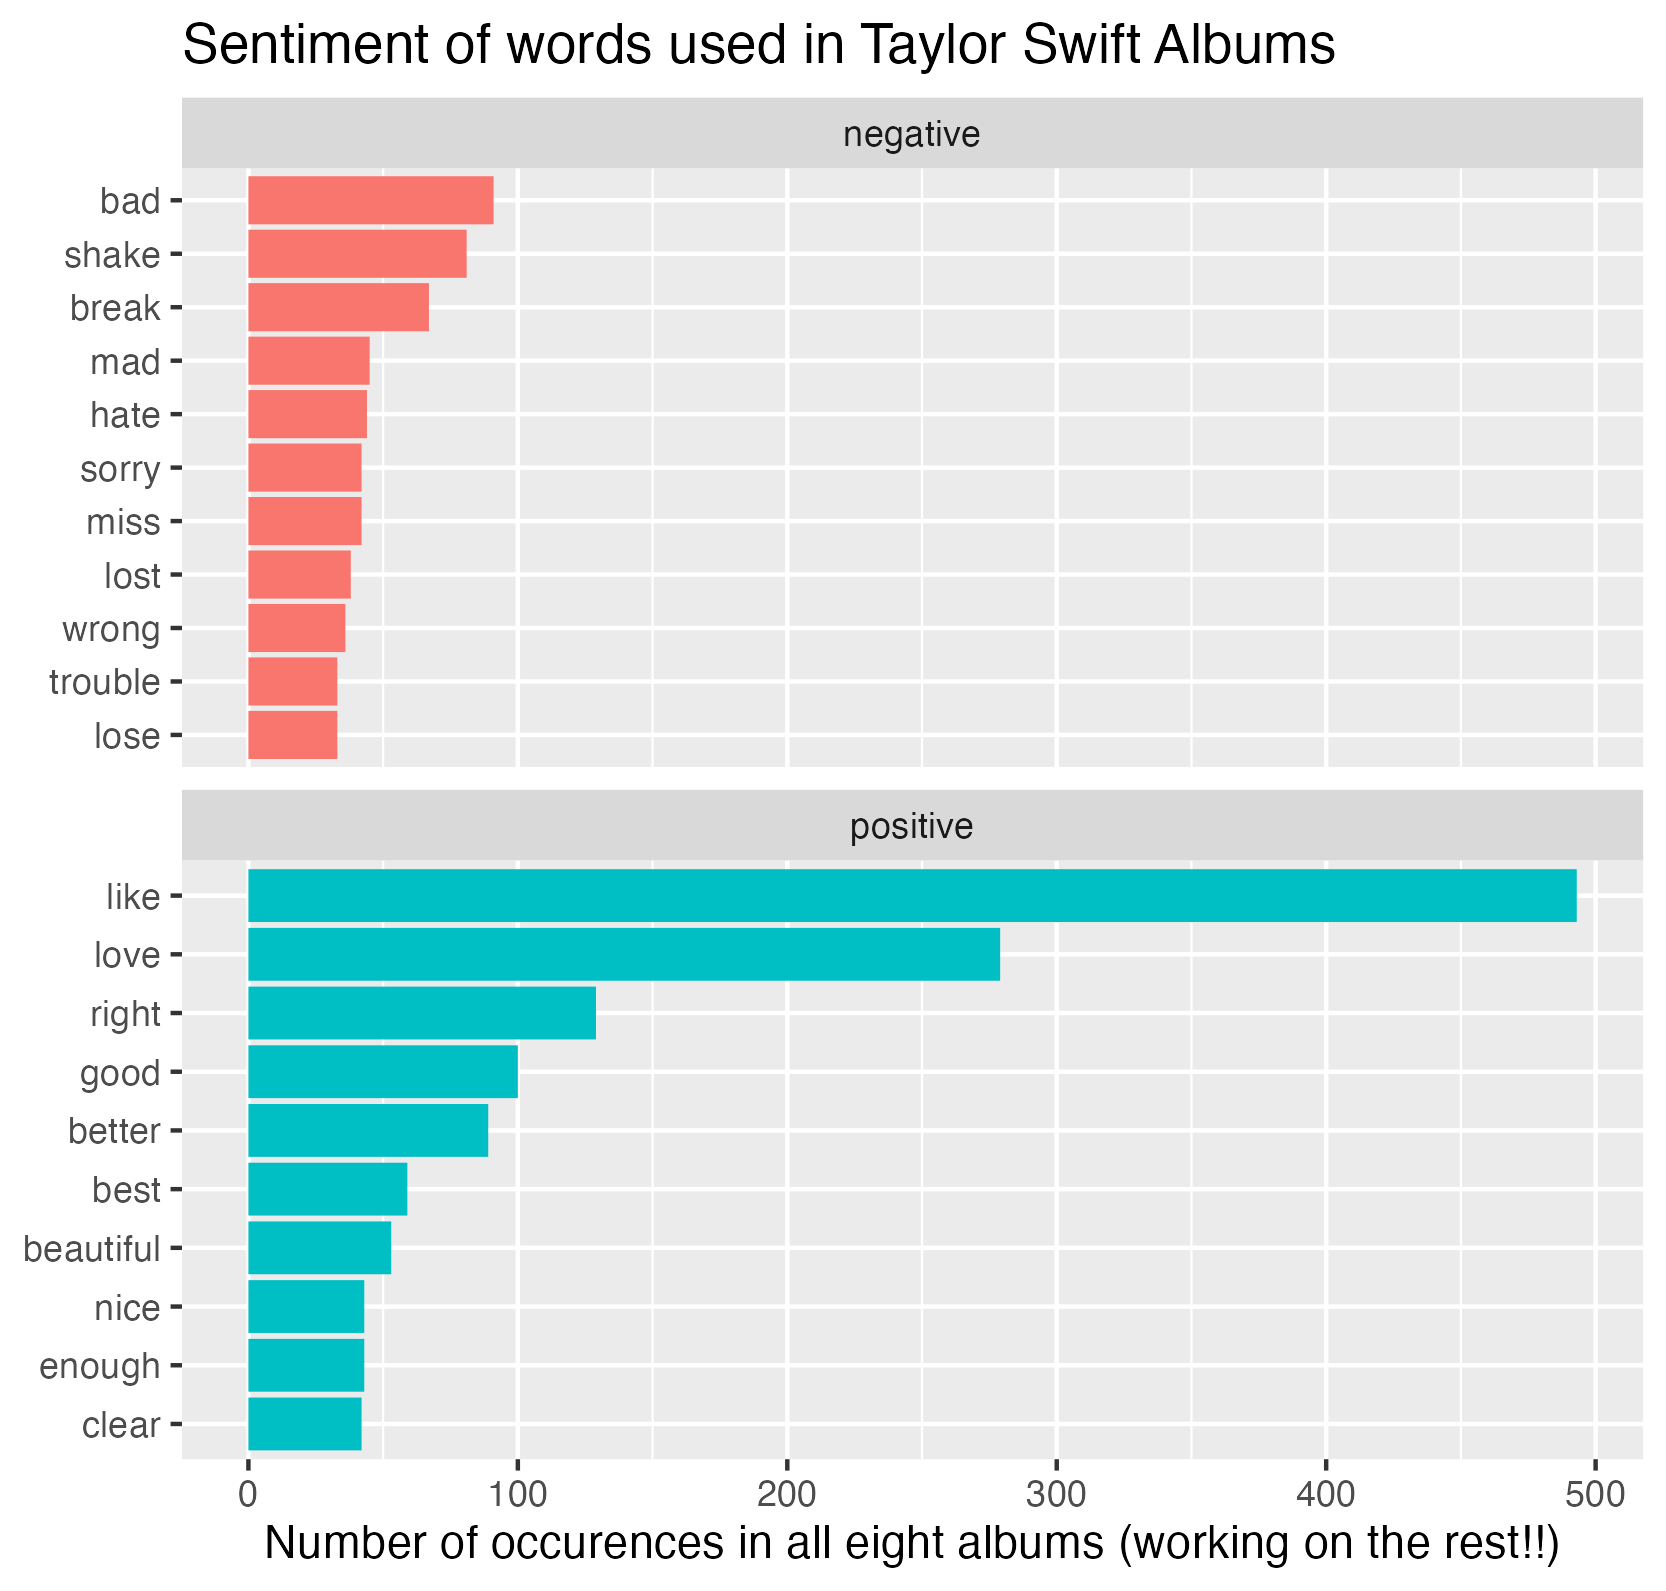 Sentiment of words used in Taylor Swift Albums
negative
bad
shake
break
mad
hate
sorry
miss
lost
wrong
trouble
lose
positive
like
love
right
good
better
best
beautiful
nice
enough
clear
0 100 200 300 400 500
Number of occurences in all eight albums (working on the rest!!)